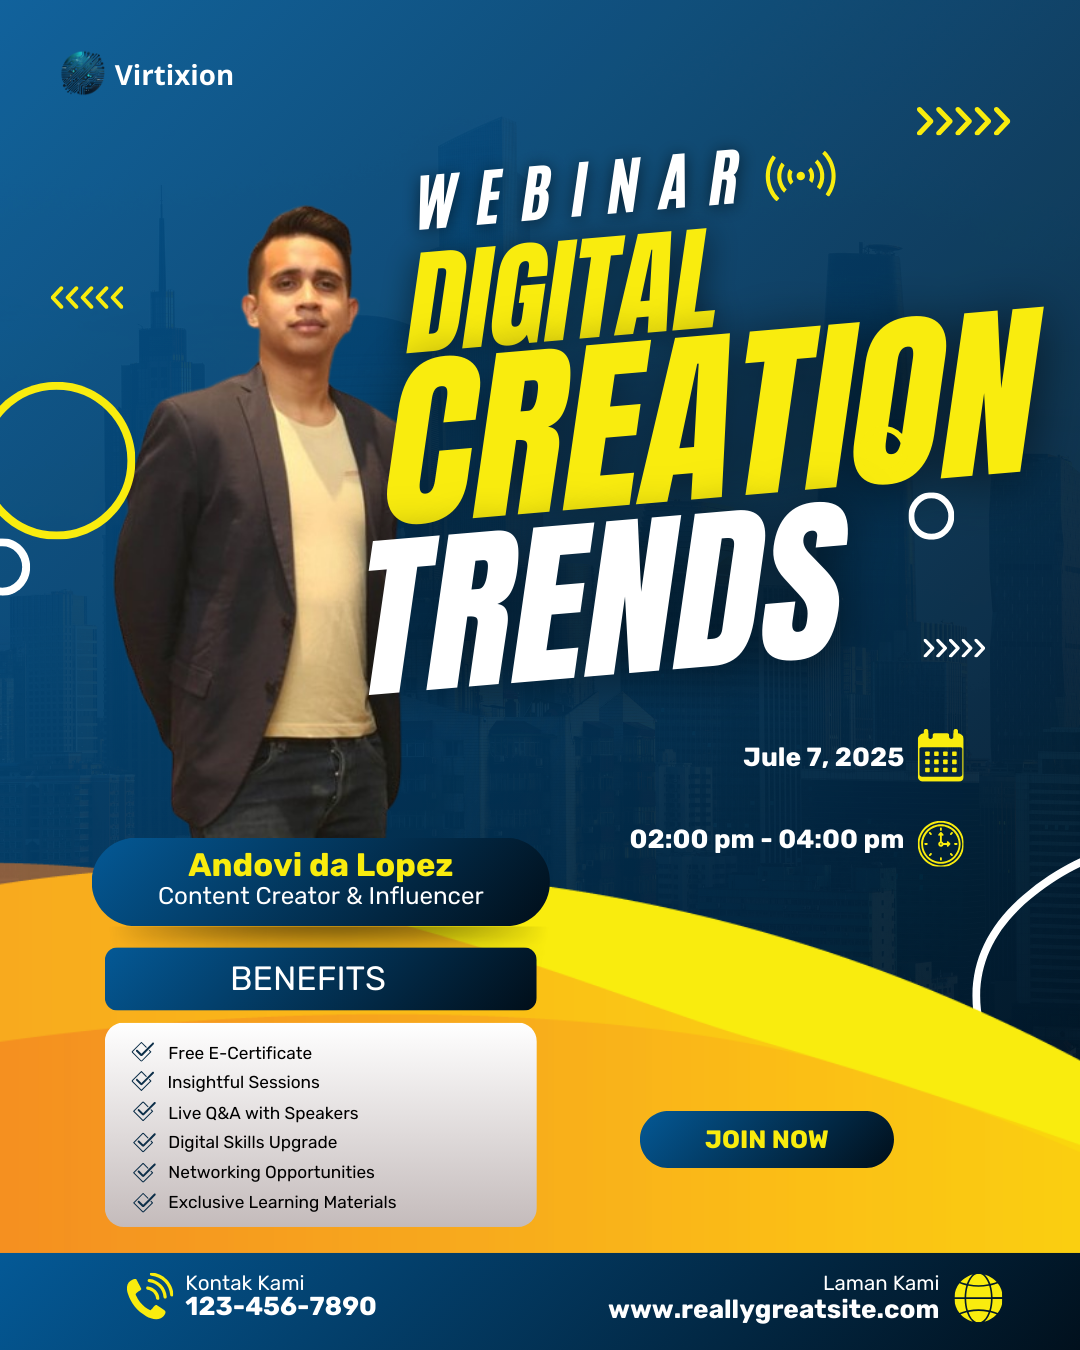 Virtixion
WEBINAR
DIGITAL
CREATION
TRENDS
Jule 7, 2025
02:00 pm - 04:00 pm
Andovi da Lopez
Content Creator & Influencer
BENEFITS
Free E-Certificate
Insightful Sessions
Live Q&A with Speakers
Digital Skills Upgrade
Networking Opportunities
Exclusive Learning Materials
JOIN NOW
Kontak Kami
123-456-7890
Laman Kami
www.reallygreatsite.com